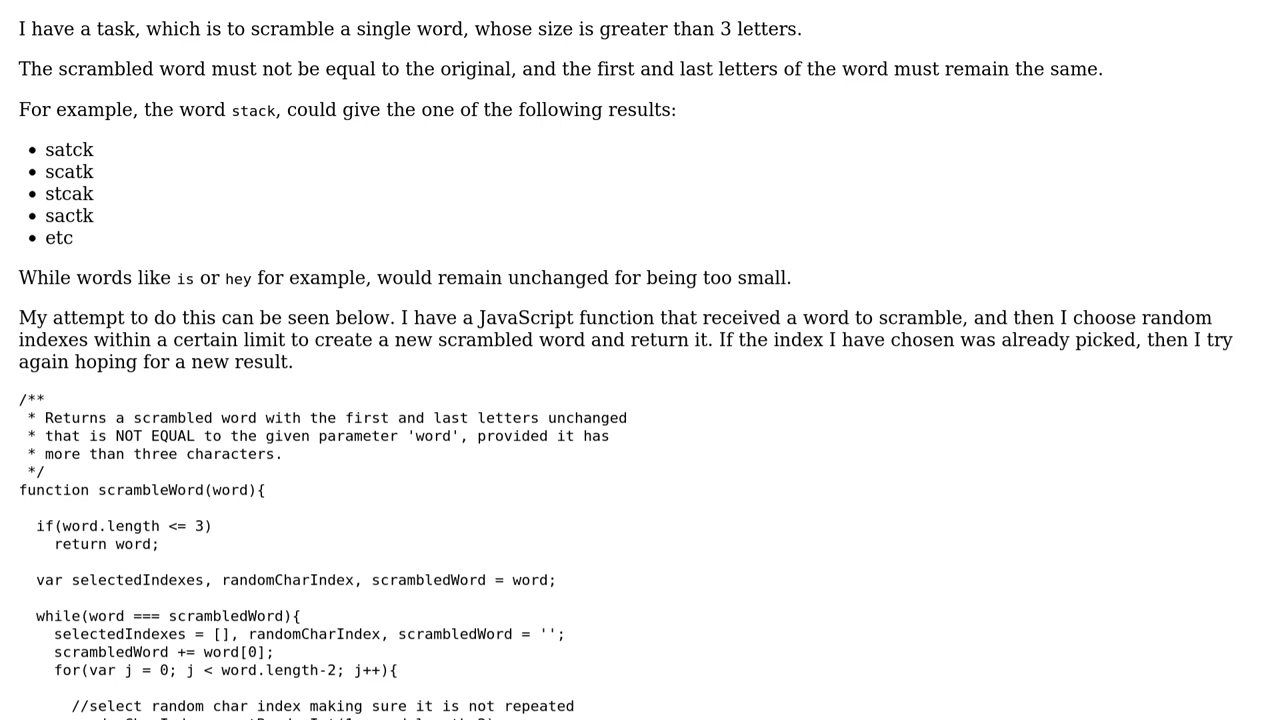 I have a task, which is to scramble a single word, whose size is greater than 3 letters.
The scrambled word must not be equal to the original, and the first and last letters of the word must remain the same.
For example, the word stack, could give the one of the following results:
• satck
• scatk
• stcak
• sactk
• etc
While words like is or hey for example, would remain unchanged for being too small.
My attempt to do this can be seen below. I have a JavaScript function that received a word to scramble, and then I choose random
indexes within a certain limit to create a new scrambled word and return it. If the index I have chosen was already picked, then I try
again hoping for a new result.
/**
 * Returns a scrambled word with the first and last letters unchanged
 * that is NOT EQUAL to the given parameter 'word', provided it has
 * more than three characters.
 */
function scrambleWord(word){
  if(word.length <= 3)
    return word;
  var selectedIndexes, randomCharIndex, scrambledWord = word;
  while(word === scrambledWord){
    selectedIndexes = [], randomCharIndex, scrambledWord = '';
    scrambledWord += word[0];
    for(var j = 0; j < word.length-2; j++){
      //select random char index making sure it is not repeated